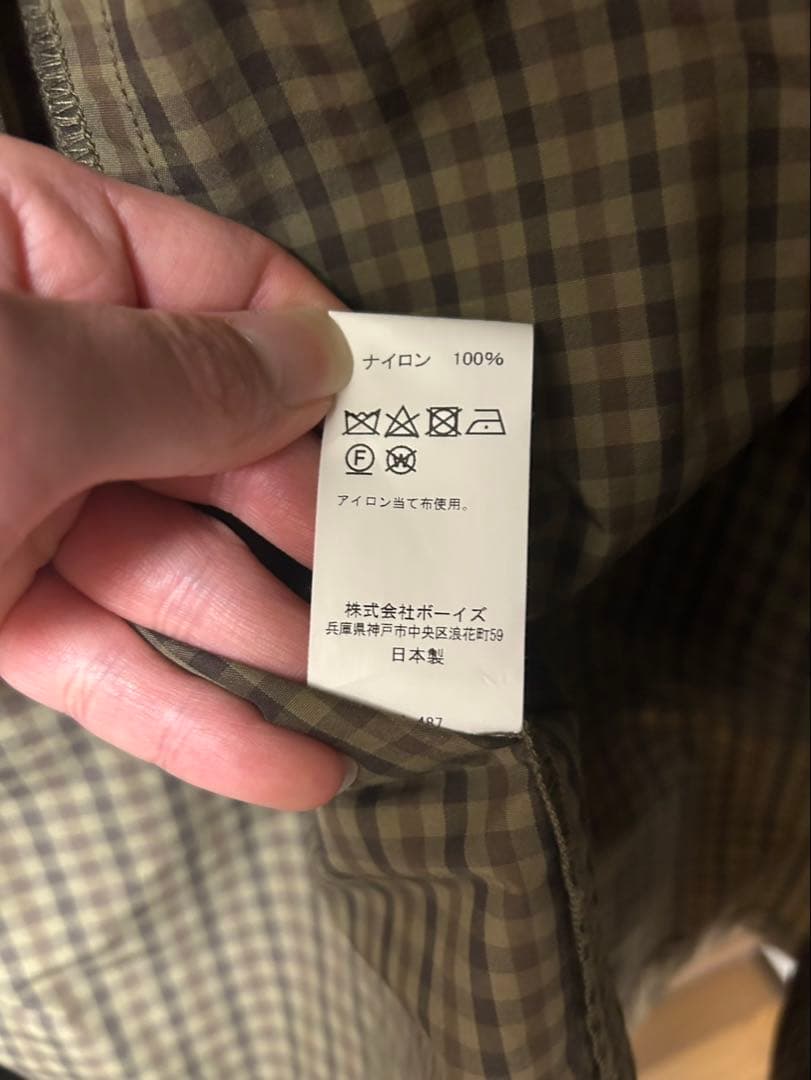 ナイロン 100%
F W
アイロン当て布使用。
株式会社ボーイズ
兵庫県神戸市中央区浪花町59
日本製
487